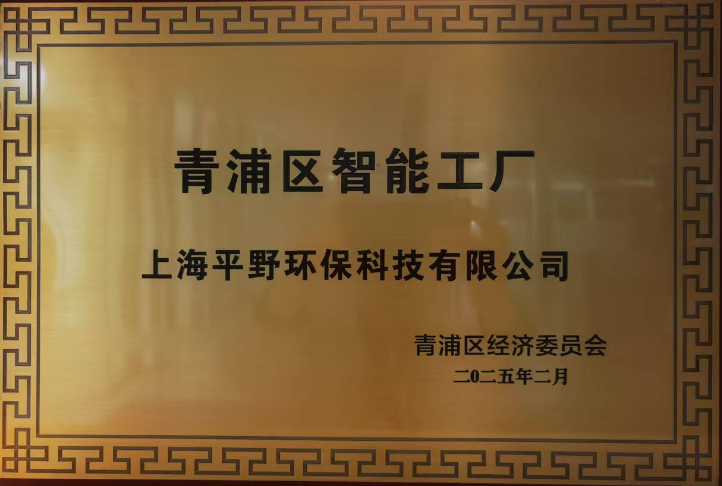 青浦区智能工厂
上海平野环保科技有限公司
青浦区经济委员会
二0二五年二月